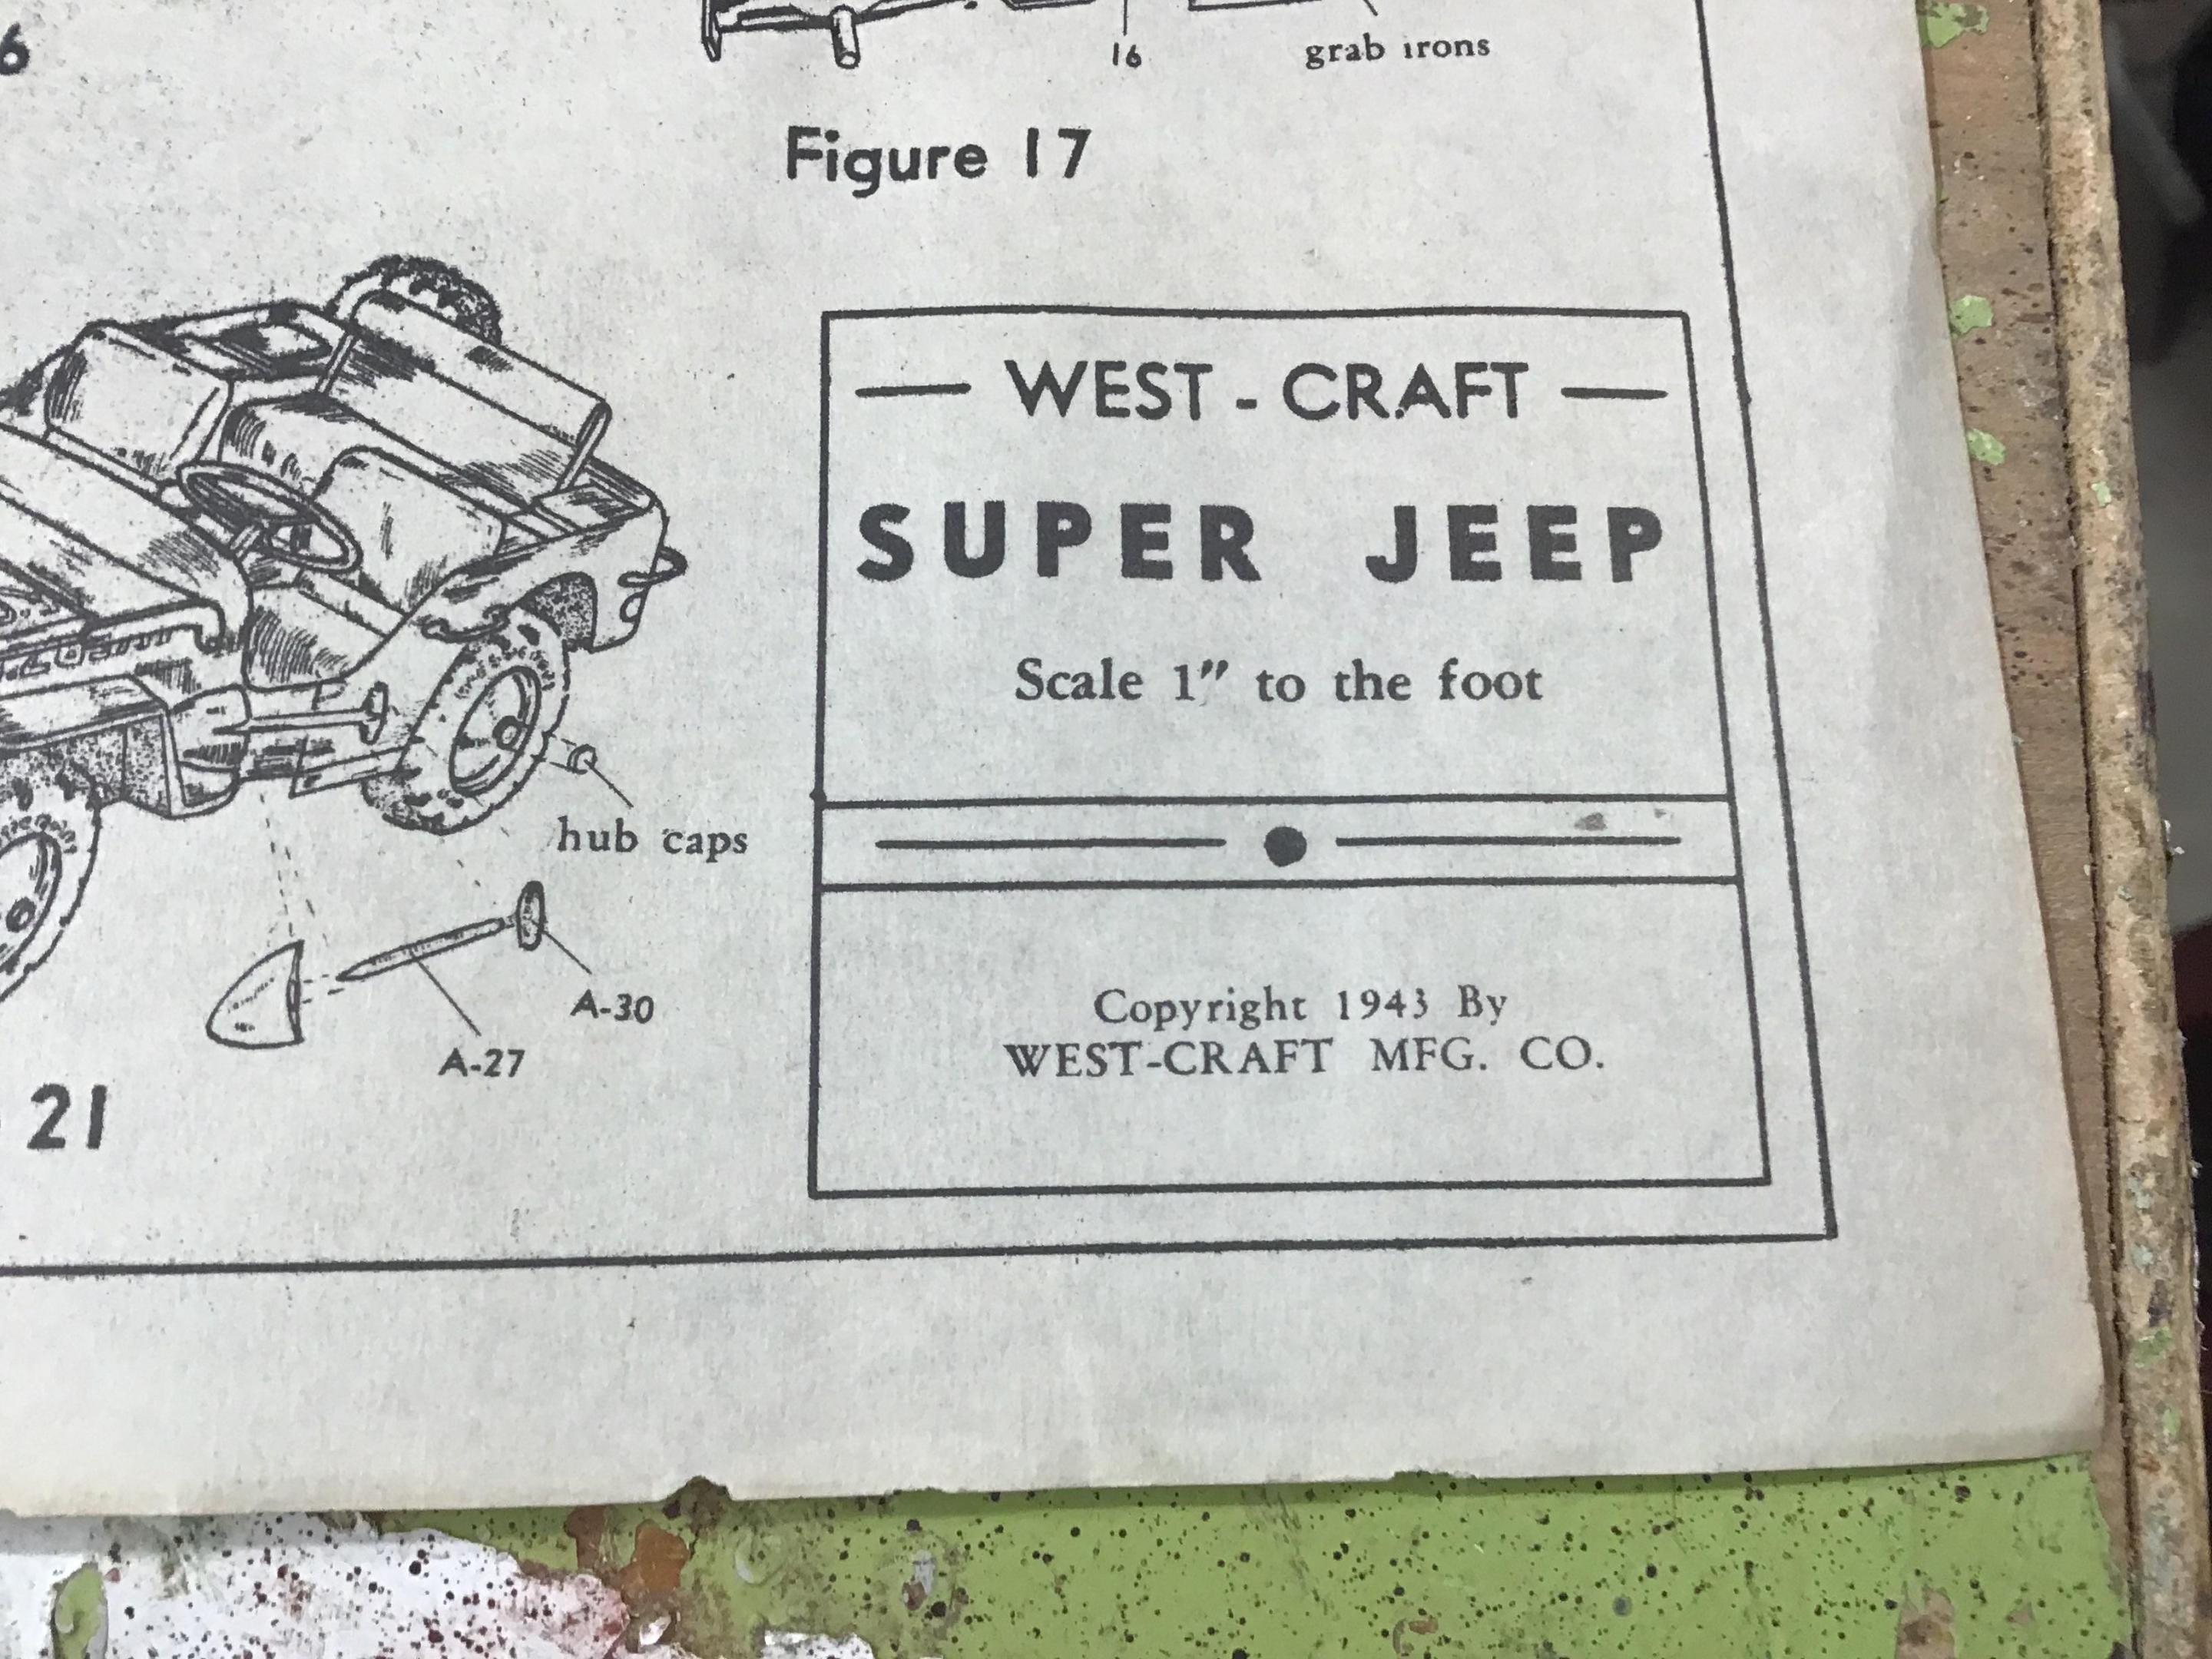 6
16
grab irons
Figure 17
— WEST - CRAFT —
SUPER JEEP
Scale 1" to the foot
hub caps
A-30
A-27
21
Copyright 1943 By
WEST-CRAFT MFG. CO.